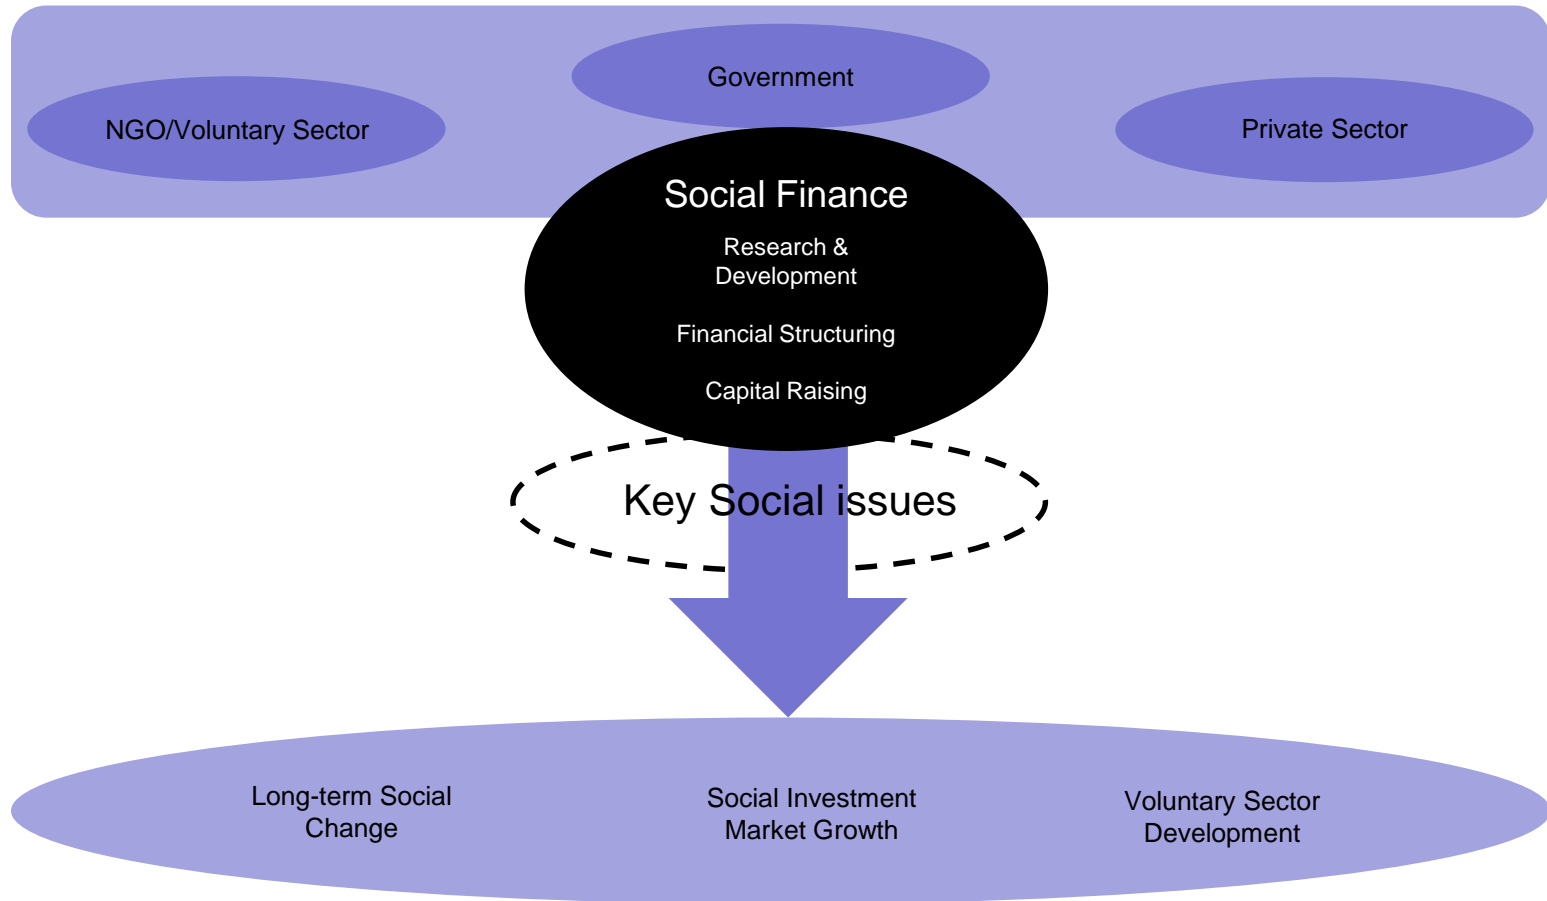 Government
NGO/Voluntary Sector
Private Sector
Social Finance
Research &
Development
Financial Structuring
Capital Raising
Key Social issues
Long-term Social
Change
Social Investment
Market Growth
Voluntary Sector
Development